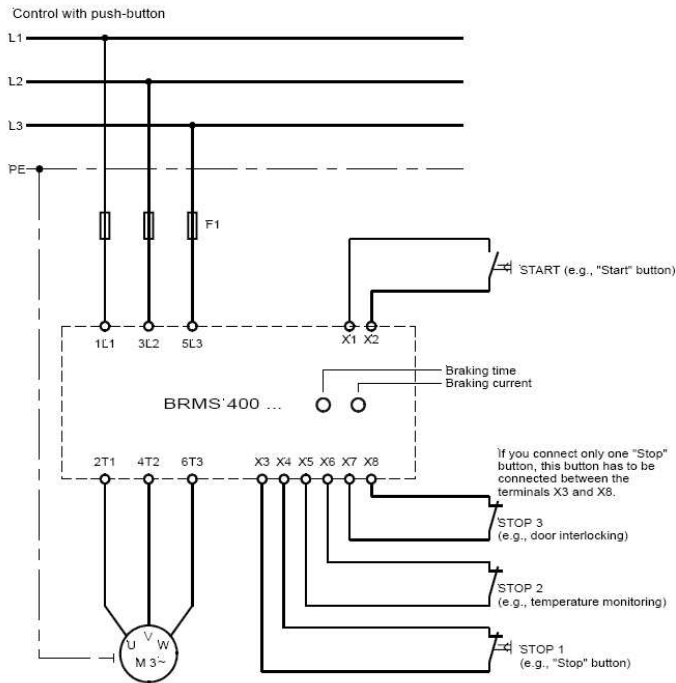 Control with push-button
L1
L2
L3
PE
F1
START (e.g., "Start" button)
1L1 3L2 5L3 X1 X2
Braking time
Braking current
BRMS 400 ...
2T1 4T2 6T3 X3 X4 X5 X6 X7 X8
If you connect only one "Stop"
button, this button has to be
connected between the
terminals X3 and X8.
STOP 3
(e.g., door interlocking)
STOP 2
(e.g., temperature monitoring)
U V W
M 3~
STOP 1
(e.g., "Stop" button)